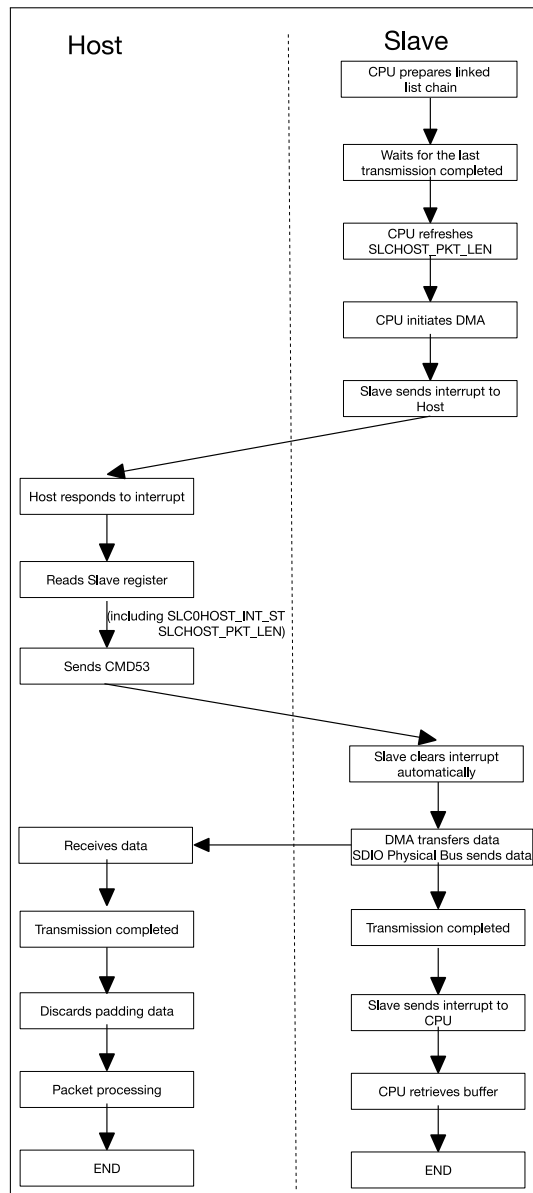 Host
Slave
CPU prepares linked
list chain
Waits for the last
transmission completed
CPU refreshes
SLCHOST_PKT_LEN
CPU initiates DMA
Slave sends interrupt to
Host
Host responds to interrupt
Reads Slave register
(including SLC0HOST_INT_ST
SLCHOST_PKT_LEN)
Sends CMD53
Slave clears interrupt
automatically
Receives data
DMA transfers data
SDIO Physical Bus sends data
Transmission completed
Transmission completed
Discards padding data
Slave sends interrupt to
CPU
Packet processing
CPU retrieves buffer
END
END